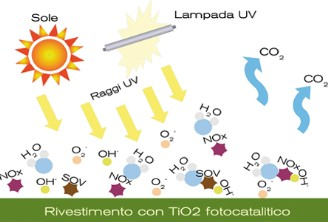 Sole
Lampada UV
CO2
CO2
Raggi UV
H2O
H2O
NOx
O2-
H2O
H2O
H2O
NOx
OH-
SOV
O2-
OH-
NOx
O2-
SOV
OH-
NOx
OH-
O2-
Rivestimento con TiO2 fotocatalitico